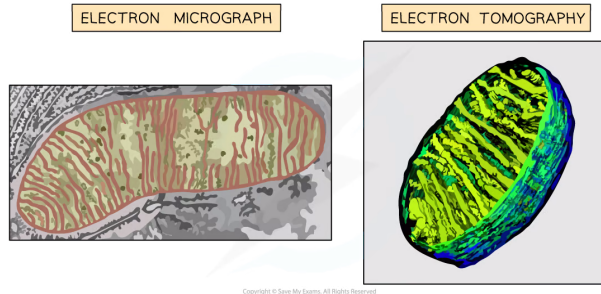 ELECTRON MICROGRAPH
ELECTRON TOMOGRAPHY
Copyright © Save My Exams. All Rights Reserved